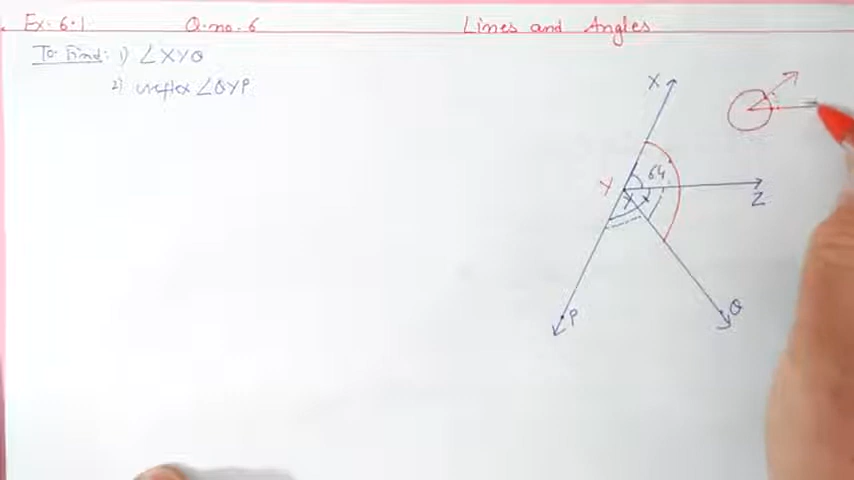 Ex. 6.1 Q.no. 6 Lines and Angles
To Find: 1) ∠XYQ
2) reflex ∠QYP
X
64
Y
Z
P
Q